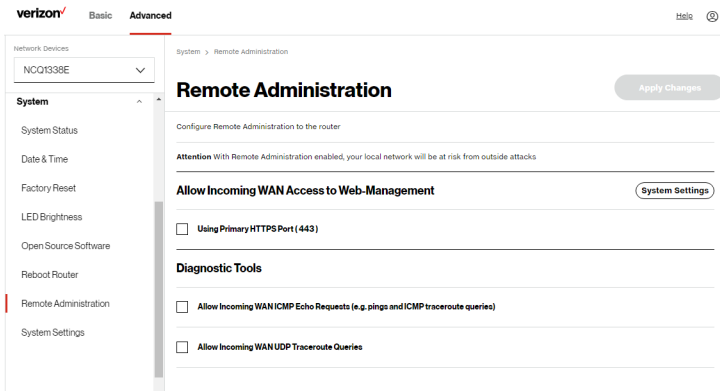 verizon✓
Basic
Advanced
Help
Network Devices
NCQ1338E
System
System Status
Date & Time
Factory Reset
LED Brightness
Open Source Software
Reboot Router
Remote Administration
System Settings
System > Remote Administration
Remote Administration
Apply Changes
Configure Remote Administration to the router
Attention With Remote Administration enabled, your local network will be at risk from outside attacks
Allow Incoming WAN Access to Web-Management
System Settings
Using Primary HTTPS Port ( 443 )
Diagnostic Tools
Allow Incoming WAN ICMP Echo Requests (e.g. pings and ICMP traceroute queries)
Allow Incoming WAN UDP Traceroute Queries